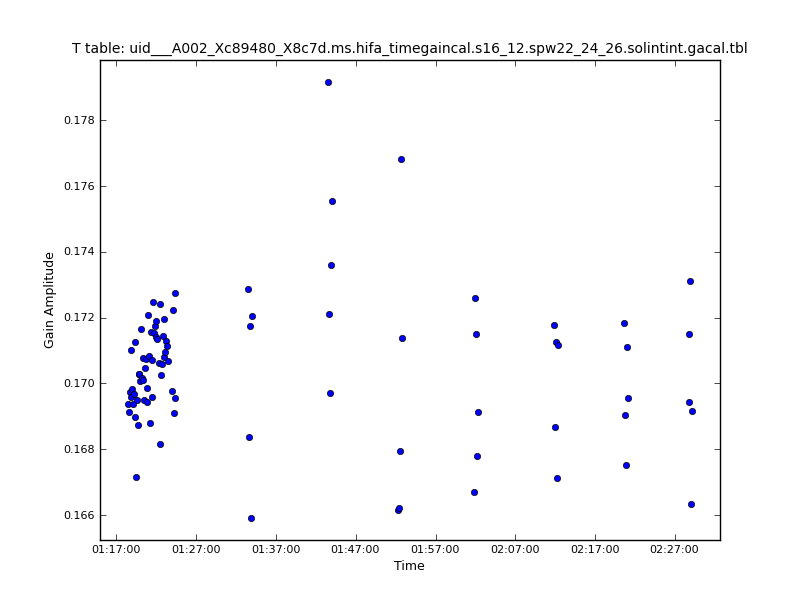 T table: uid___A002_Xc89480_X8c7d.ms.hifa_timegaincal.s16_12.spw22_24_26.solintint.gacal.tbl
0.178
0.176
0.174
0.172
0.170
0.168
0.166
Gain Amplitude
01:17:00 01:27:00 01:37:00 01:47:00 01:57:00 02:07:00 02:17:00 02:27:00
Time